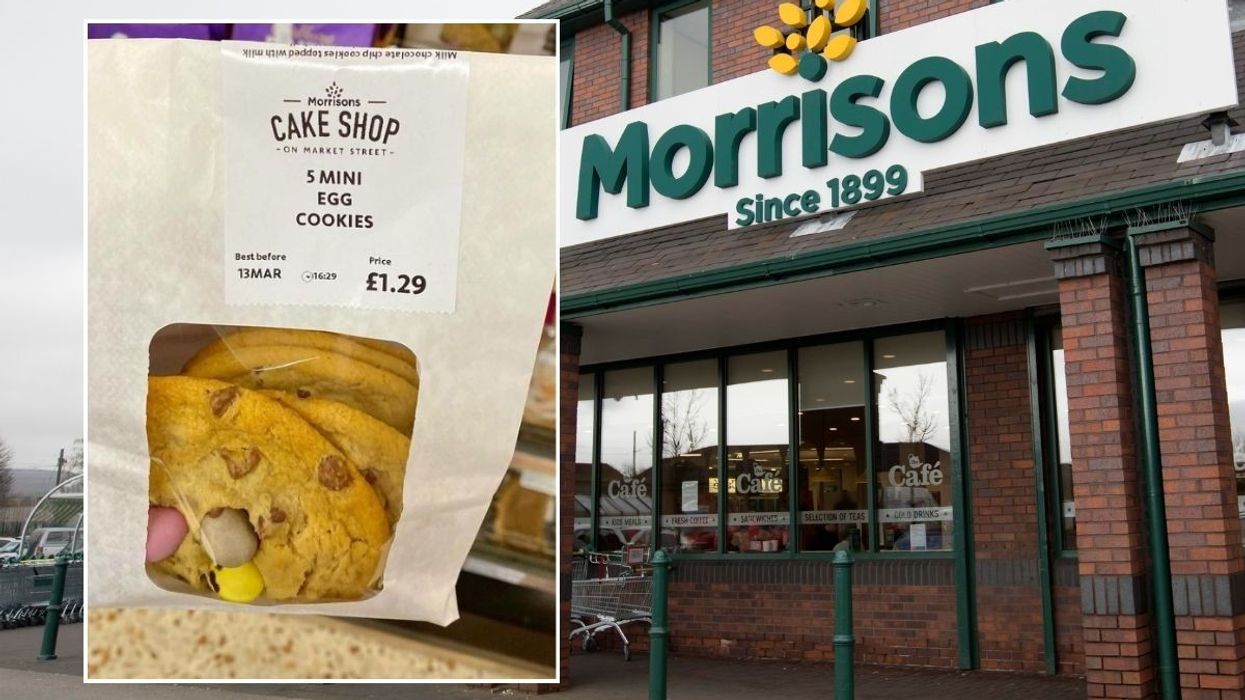 Milk chocolate chip cookies topped with milk
Morrisons
CAKE SHOP
- ON MARKET STREET -
5 MINI
EGG
COOKIES
Best before
13MAR
16:29
Price
£1.29
Morrisons
Since 1899
Café
Café
Café
KIDS MEALS
FRESH COFFEE
SANDWICHES
SELECTION OF TEAS
COLD DRINKS